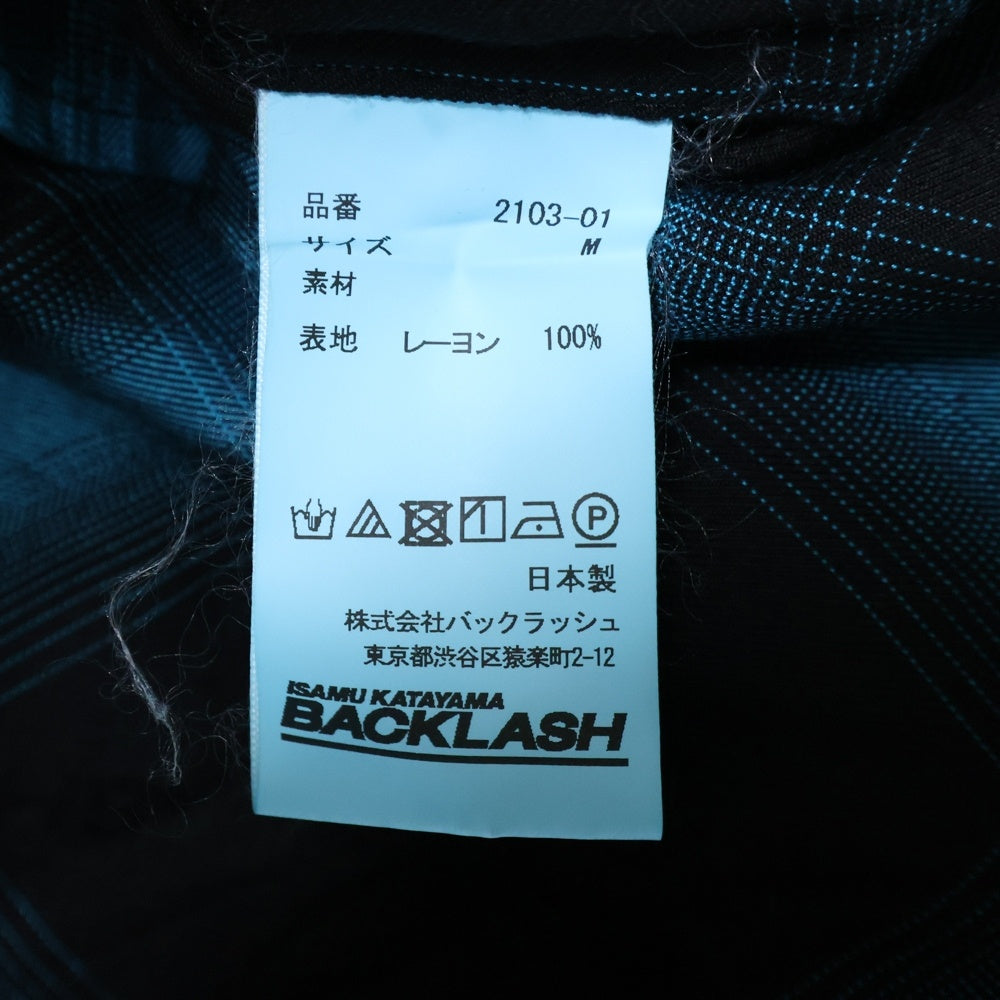 品番 2103-01
サイズ M
素材
表地 レーヨン 100%
P
日本製
株式会社バックラッシュ
東京都渋谷区猿楽町2-12
ISAMU KATAYAMA
BACKLASH